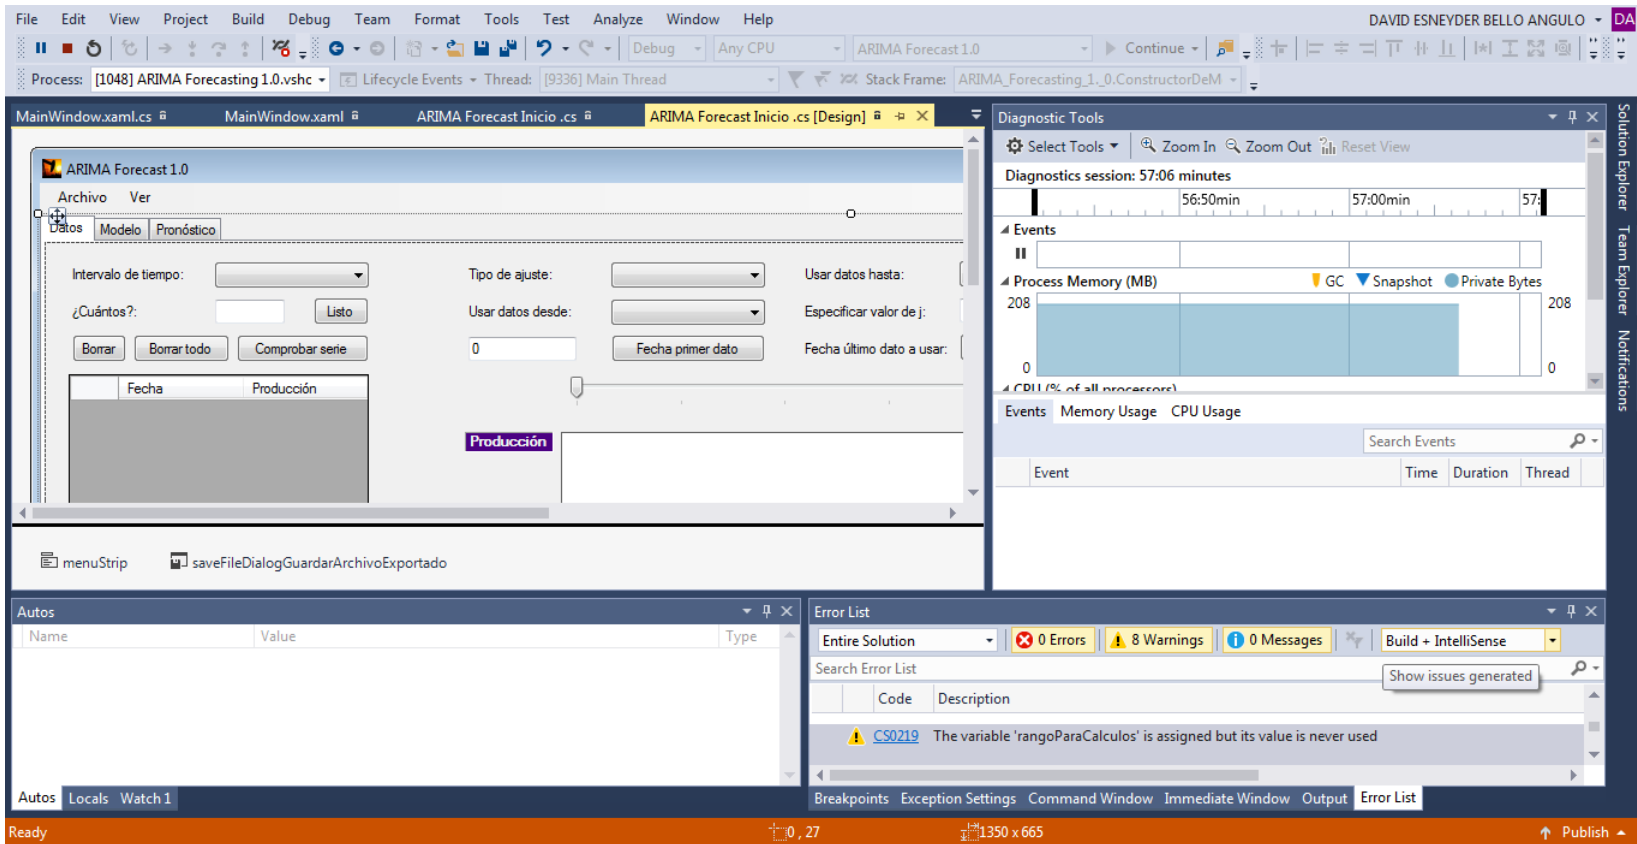 File Edit View Project Build Debug Team Format Tools Test Analyze Window Help DAVID ESNEYDER BELLO ANGULO DA
Debug Any CPU ARIMA Forecast 1.0 Continue
Process: [1048] ARIMA Forecasting 1.0.vshc Lifecycle Events Thread: [9336] Main Thread Stack Frame: ARIMA_Forecasting_1._0.ConstructorDeM
MainWindow.xaml.cs MainWindow.xaml ARIMA Forecast Inicio .cs ARIMA Forecast Inicio .cs [Design]
ARIMA Forecast 1.0
Archivo Ver
Datos Modelo Pronóstico
Intervalo de tiempo: Tipo de ajuste: Usar datos hasta:
¿Cuántos?: Listo Usar datos desde: Especificar valor de j:
Borrar Borrar todo Comprobar serie 0 Fecha primer dato Fecha último dato a usar:
Fecha Producción
Producción
menuStrip saveFileDialogGuardarArchivoExportado
Diagnostic Tools
Select Tools Zoom In Zoom Out Reset View
Diagnostics session: 57:06 minutes
56:50min 57:00min 57:
Events
Process Memory (MB) GC Snapshot Private Bytes
208 208
0 0
CPU (% of all processors)
Events Memory Usage CPU Usage
Search Events
Event Time Duration Thread
Solution Explorer
Team Explorer
Notifications
Autos
Name Value Type
Autos Locals Watch 1
Error List
Entire Solution 0 Errors 8 Warnings 0 Messages Build + IntelliSense
Search Error List
Show issues generated
Code Description
CS0219 The variable 'rangoParaCalculos' is assigned but its value is never used
Breakpoints Exception Settings Command Window Immediate Window Output Error List
Ready 0 , 27 1350 x 665 Publish